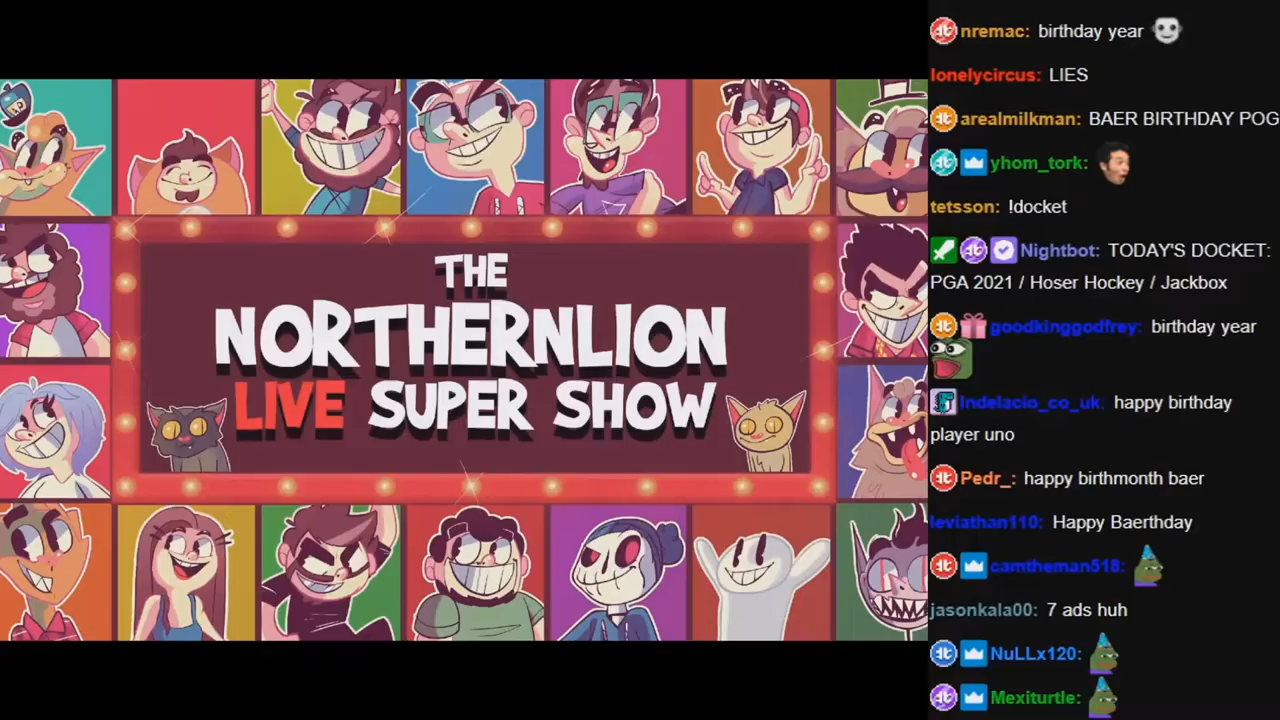 THE
NORTHERNLION
LIVE SUPER SHOW
nremac: birthday year
lonelycircus: LIES
arealmilkman: BAER BIRTHDAY POG
yhom_tork:
tetsson: !docket
Nightbot: TODAY'S DOCKET:
PGA 2021 / Hoser Hockey / Jackbox
goodkinggodfrey: birthday year
Indelacio_co_uk: happy birthday
player uno
Pedr_: happy birthmonth baer
leviathan110: Happy Baerthday
camtheman518:
jasonkala00: 7 ads huh
NuLLx120:
Mexiturtle: